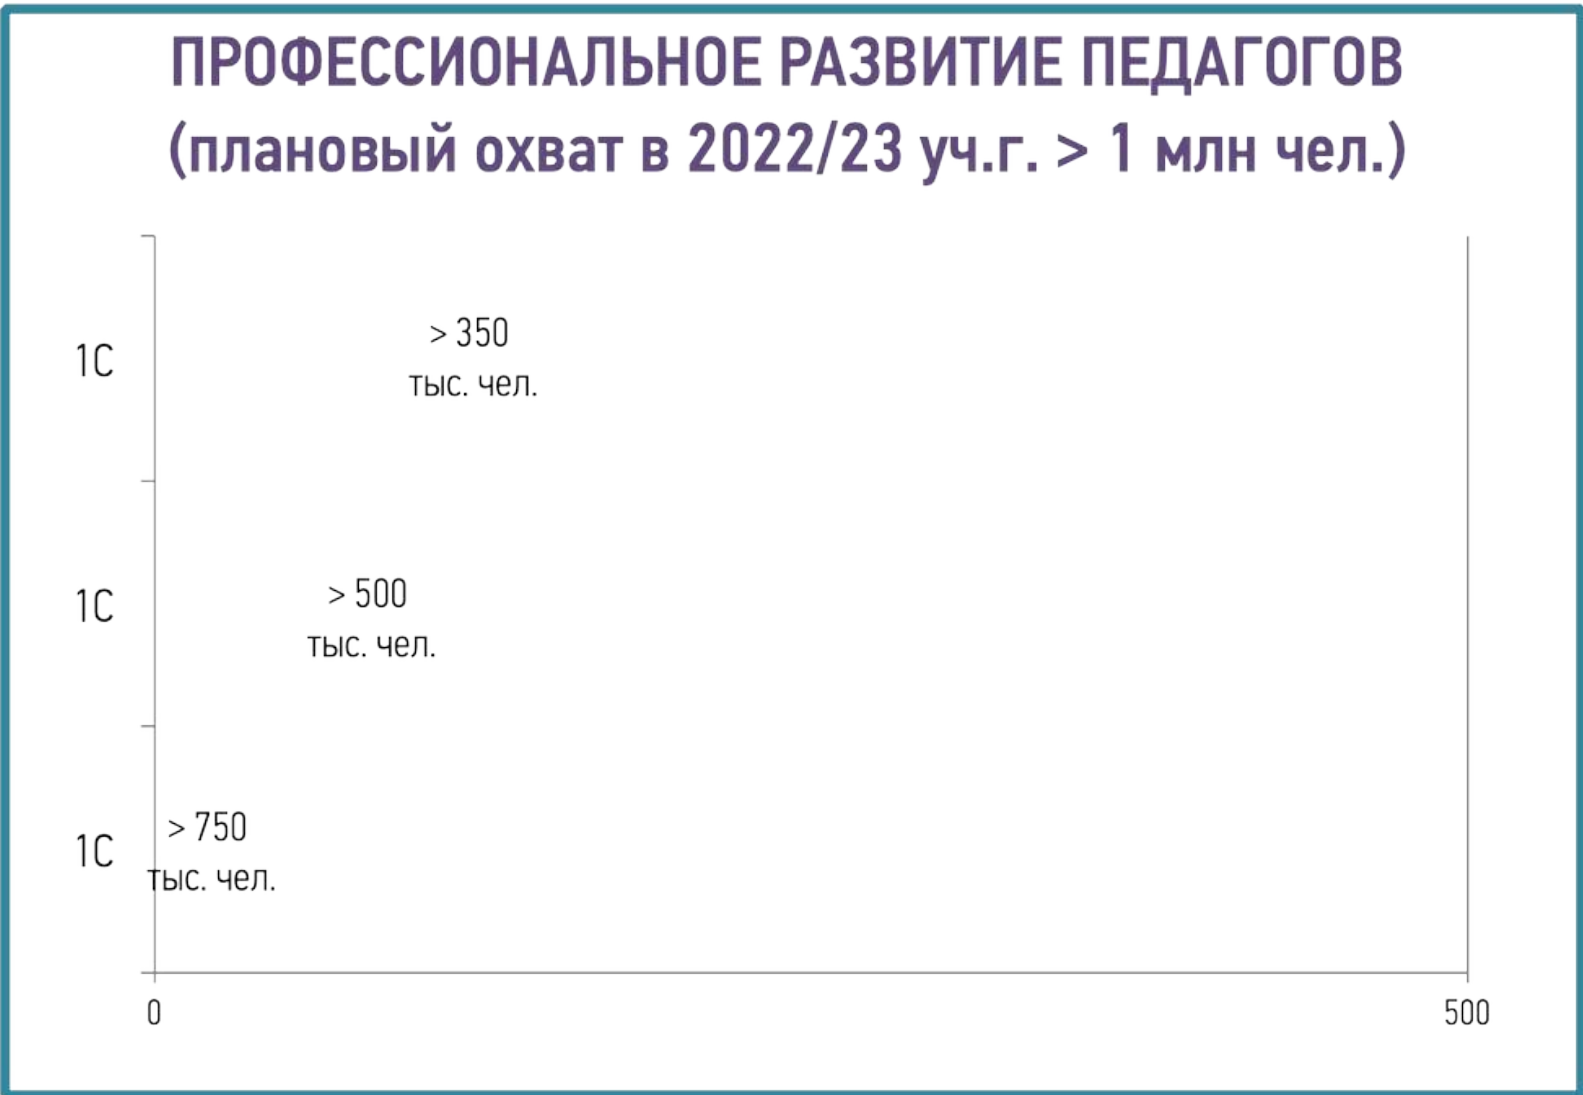 ПРОФЕССИОНАЛЬНОЕ РАЗВИТИЕ ПЕДАГОГОВ
(плановый охват в 2022/23 уч.г. > 1 млн чел.)
1С
> 350
тыс. чел.
1С
> 500
тыс. чел.
1С
> 750
тыс. чел.
0
500